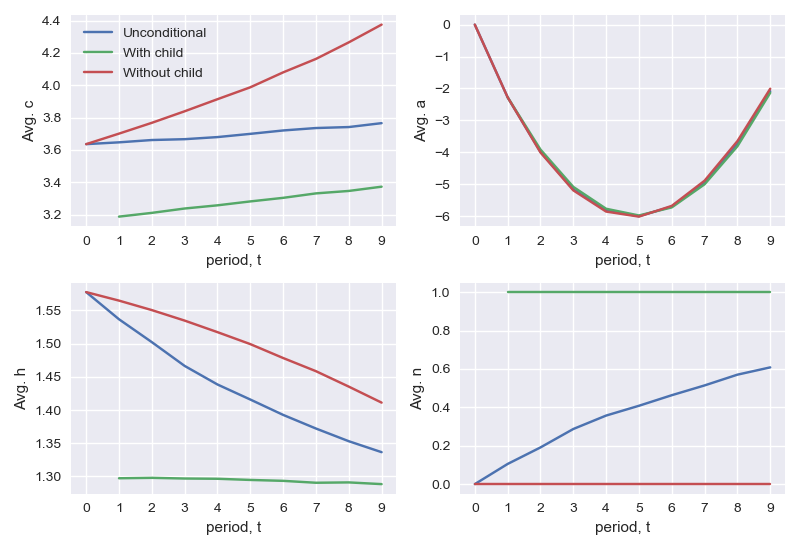 4.4
4.2
4.0
3.8
3.6
3.4
3.2
Avg. c
Unconditional
With child
Without child
0 1 2 3 4 5 6 7 8 9
period, t
0
−1
−2
−3
−4
−5
−6
Avg. a
0 1 2 3 4 5 6 7 8 9
period, t
1.55
1.50
1.45
1.40
1.35
1.30
Avg. h
0 1 2 3 4 5 6 7 8 9
period, t
1.0
0.8
0.6
0.4
0.2
0.0
Avg. n
0 1 2 3 4 5 6 7 8 9
period, t